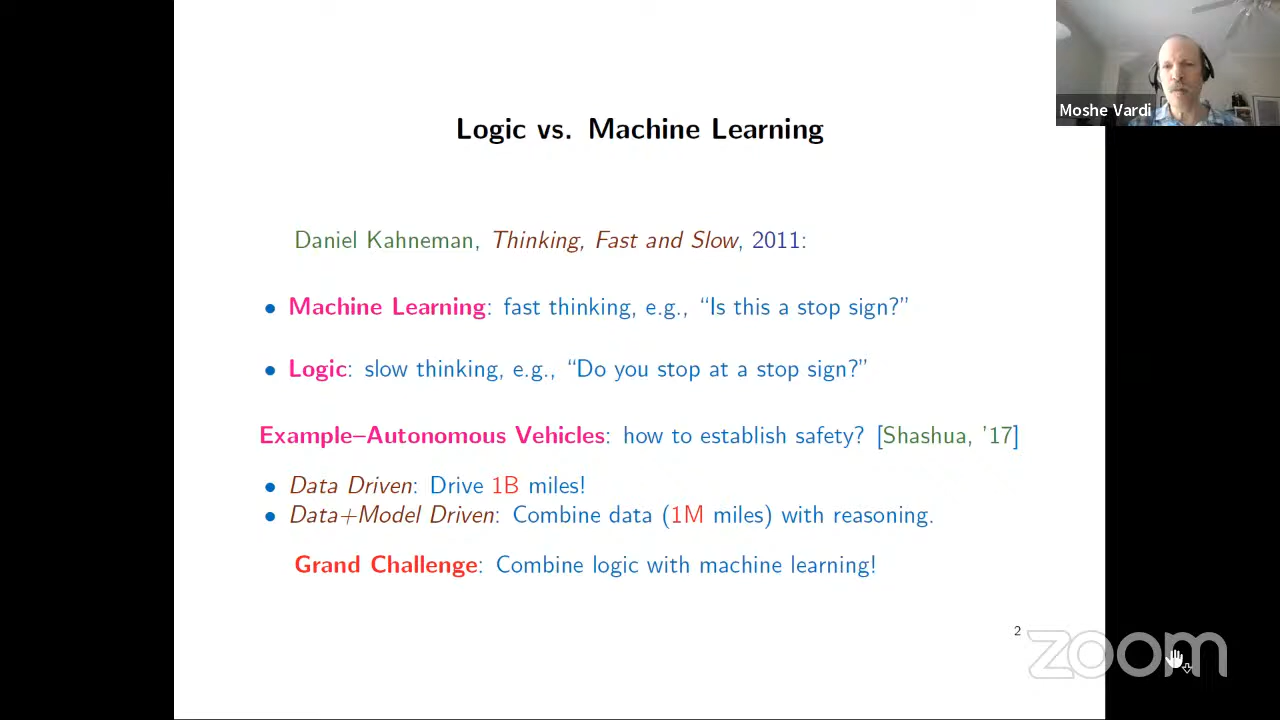 Moshe Vardi
Logic vs. Machine Learning
Daniel Kahneman, Thinking, Fast and Slow, 2011:
• Machine Learning: fast thinking, e.g., “Is this a stop sign?”
• Logic: slow thinking, e.g., “Do you stop at a stop sign?”
Example–Autonomous Vehicles: how to establish safety? [Shashua, ’17]
• Data Driven: Drive 1B miles!
• Data+Model Driven: Combine data (1M miles) with reasoning.
Grand Challenge: Combine logic with machine learning!
2
zoom